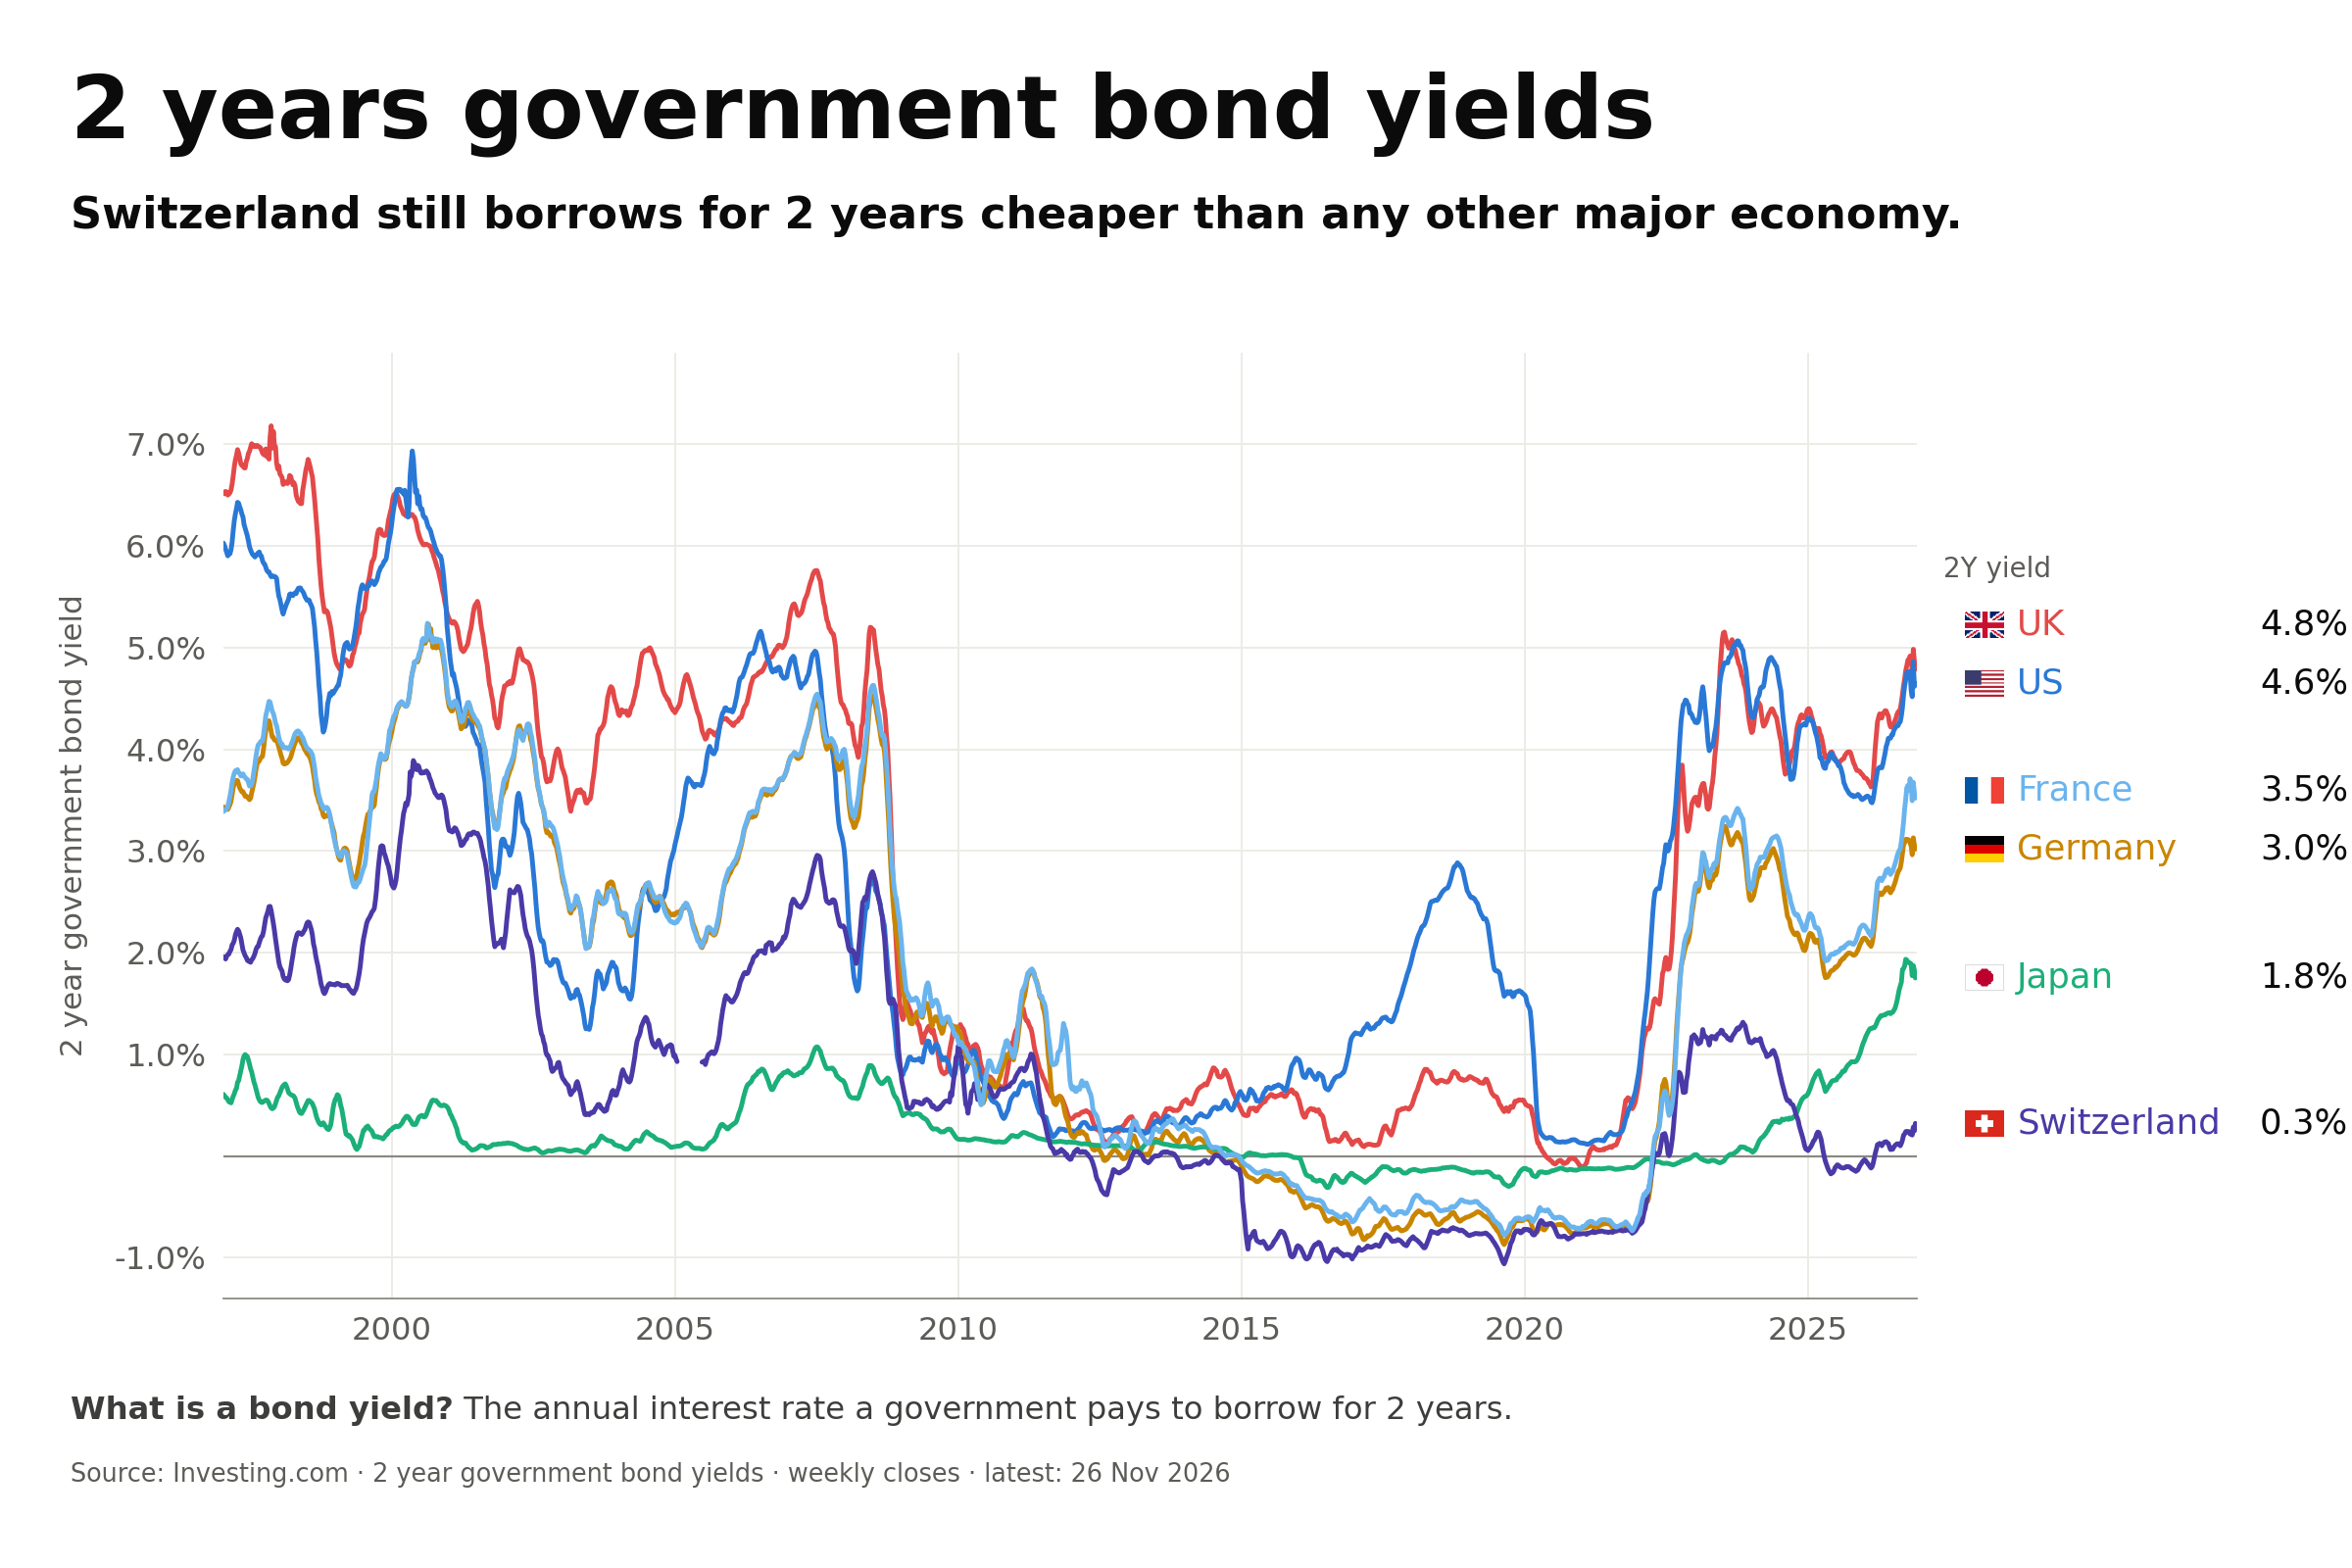 2 years government bond yields
Switzerland still borrows for 2 years cheaper than any other major economy.
2 year government bond yield
7.0%
6.0%
5.0%
4.0%
3.0%
2.0%
1.0%
-1.0%
2000
2005
2010
2015
2020
2025
2Y yield
UK 4.8%
US 4.6%
France 3.5%
Germany 3.0%
Japan 1.8%
Switzerland 0.3%
What is a bond yield? The annual interest rate a government pays to borrow for 2 years.
Source: Investing.com · 2 year government bond yields · weekly closes · latest: 26 Nov 2026